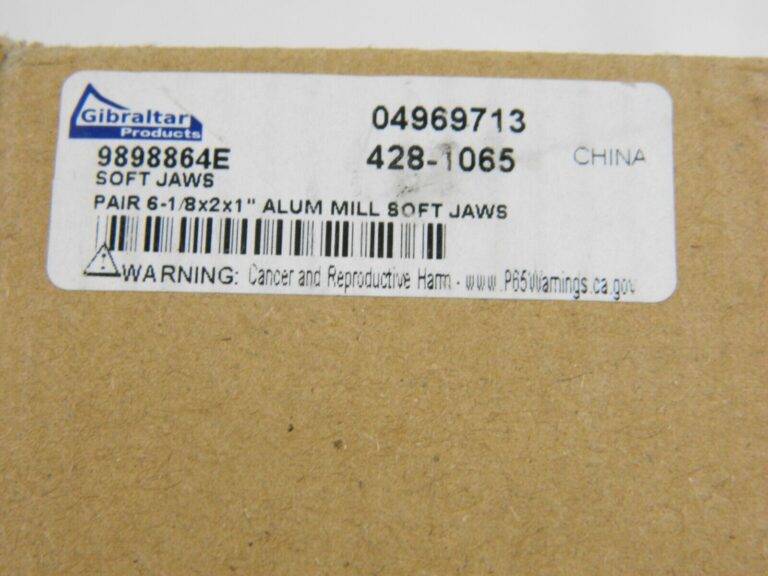 Gibraltar
Products
04969713
9898864E
428-1065
CHINA
SOFT JAWS
PAIR 6-1/8x2x1" ALUM MILL SOFT JAWS
WARNING: Cancer and Reproductive Harm - www.P65Warnings.ca.gov